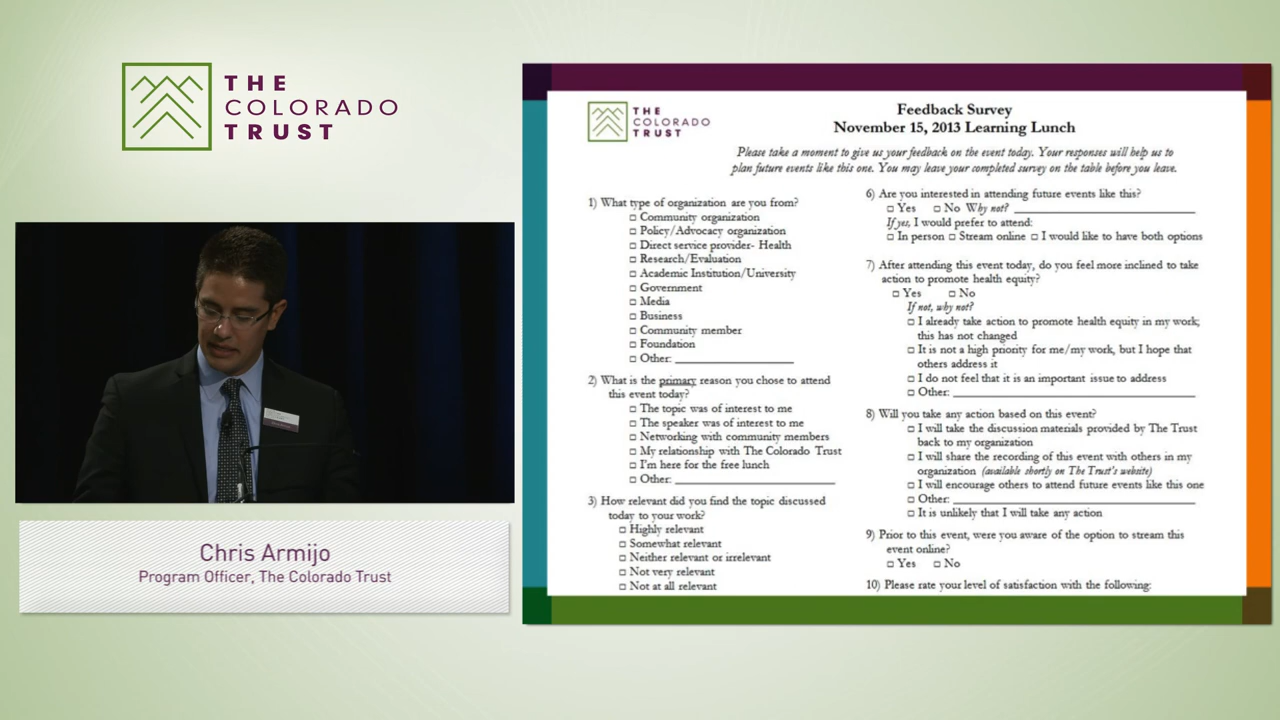 THE
COLORADO
TRUST
Chris Armijo
Program Officer, The Colorado Trust
THE
COLORADO
TRUST
Feedback Survey
November 15, 2013 Learning Lunch
Please take a moment to give us your feedback on the event today. Your responses will help us to
plan future events like this one. You may leave your completed survey on the table before you leave.
1) What type of organization are you from?
□ Community organization
□ Policy/Advocacy organization
□ Direct service provider- Health
□ Research/Evaluation
□ Academic Institution/University
□ Government
□ Media
□ Business
□ Community member
□ Foundation
□ Other: ____________________
2) What is the primary reason you chose to attend
this event today?
□ The topic was of interest to me
□ The speaker was of interest to me
□ Networking with community members
□ My relationship with The Colorado Trust
□ I'm here for the free lunch
□ Other: ____________________
3) How relevant did you find the topic discussed
today to your work?
□ Highly relevant
□ Somewhat relevant
□ Neither relevant or irrelevant
□ Not very relevant
□ Not at all relevant
6) Are you interested in attending future events like this?
□ Yes □ No Why not? ____________________
If yes, I would prefer to attend:
□ In person □ Stream online □ I would like to have both options
7) After attending this event today, do you feel more inclined to take
action to promote health equity?
□ Yes □ No
If not, why not?
□ I already take action to promote health equity in my work;
this has not changed
□ It is not a high priority for me/my work, but I hope that
others address it
□ I do not feel that it is an important issue to address
□ Other: ____________________
8) Will you take any action based on this event?
□ I will take the discussion materials provided by The Trust
back to my organization
□ I will share the recording of this event with others in my
organization (available shortly on The Trust's website)
□ I will encourage others to attend future events like this one
□ Other: ____________________
□ It is unlikely that I will take any action
9) Prior to this event, were you aware of the option to stream this
event online?
□ Yes □ No
10) Please rate your level of satisfaction with the following: